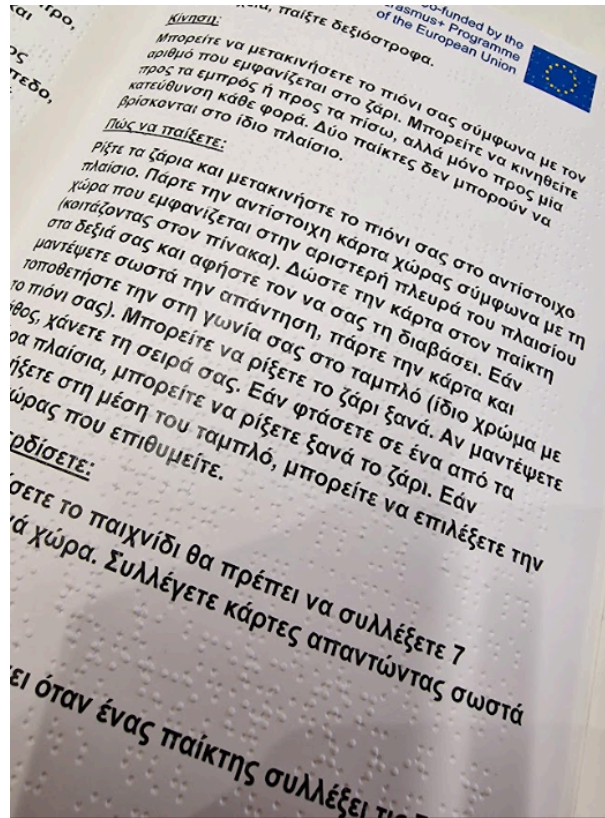 προ,
και
ος
πεδο,
co-funded by the
Erasmus+ Programme
of the European Union
παίξτε δεξιόστροφα.
Κίνηση:
Μπορείτε να μετακινήσετε το πιόνι σας σύμφωνα με τον
αριθμό που εμφανίζεται στο ζάρι. Μπορείτε να κινηθείτε
προς τα εμπρός ή προς τα πίσω, αλλά μόνο προς μία
κατεύθυνση κάθε φορά. Δύο παίκτες δεν μπορούν να
βρίσκονται στο ίδιο πλαίσιο.
Πώς να παίξετε:
Ρίξτε τα ζάρια και μετακινήστε το πιόνι σας στο αντίστοιχο
πλαίσιο. Πάρτε την αντίστοιχη κάρτα χώρας σύμφωνα με τη
χώρα που εμφανίζεται στην αριστερή πλευρά του πλαισίου
(κοιτάζοντας στον πίνακα). Δώστε την κάρτα στον παίκτη
στα δεξιά σας και αφήστε τον να σας τη διαβάσει. Εάν
μαντέψετε σωστά την απάντηση, πάρτε την κάρτα και
τοποθετήστε την στη γωνία σας στο ταμπλό (ίδιο χρώμα με
το πιόνι σας). Μπορείτε να ρίξετε το ζάρι ξανά. Αν μαντέψετε
άθος, χάνετε τη σειρά σας. Εάν φτάσετε σε ένα από τα
ρα πλαίσια, μπορείτε να ρίξετε ξανά το ζάρι. Εάν
ήξετε στη μέση του ταμπλό, μπορείτε να επιλέξετε την
ώρας που επιθυμείτε.
ερδίσετε:
σετε το παιχνίδι θα πρέπει να συλλέξετε 7
ά χώρα. Συλλέγετε κάρτες απαντώντας σωστά
ει όταν ένας παίκτης συλλέξει τις